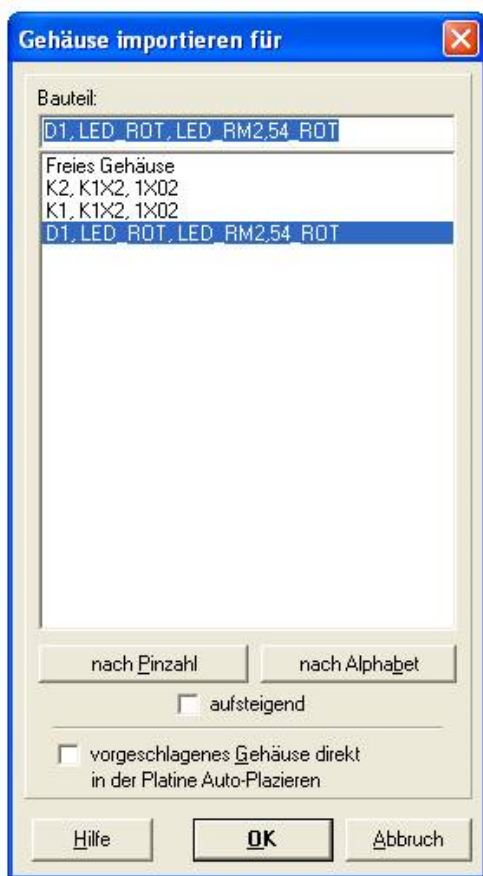 Gehäuse importieren für
Bauteil:
D1, LED_ROT, LED_RM2,54_ROT
Freies Gehäuse
K2, K1X2, 1X02
K1, K1X2, 1X02
D1, LED_ROT, LED_RM2,54_ROT
nach Pinzahl nach Alphabet
aufsteigend
vorgeschlagenes Gehäuse direkt
in der Platine Auto-Plazieren
Hilfe OK Abbruch